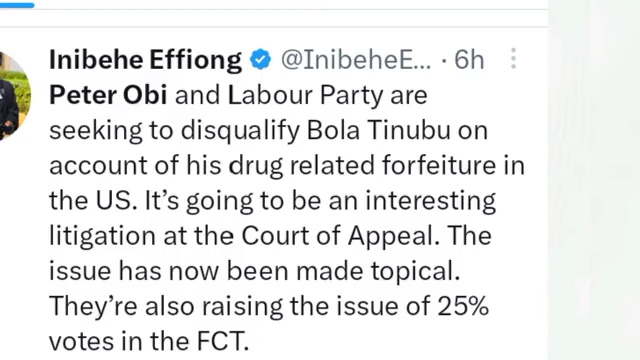 Inibehe Effiong @InibeheE... · 6h
Peter Obi and Labour Party are
seeking to disqualify Bola Tinubu on
account of his drug related forfeiture in
the US. It's going to be an interesting
litigation at the Court of Appeal. The
issue has now been made topical.
They're also raising the issue of 25%
votes in the FCT.